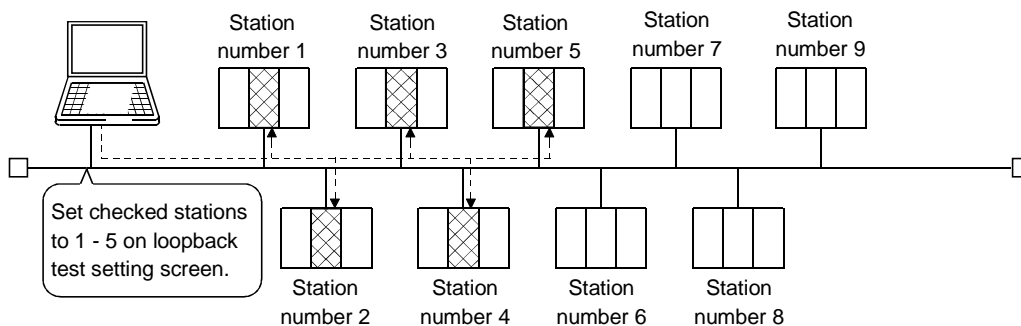 Station
number 1
Station
number 3
Station
number 5
Station
number 7
Station
number 9
Set checked stations
to 1 - 5 on loopback
test setting screen.
Station
number 2
Station
number 4
Station
number 6
Station
number 8